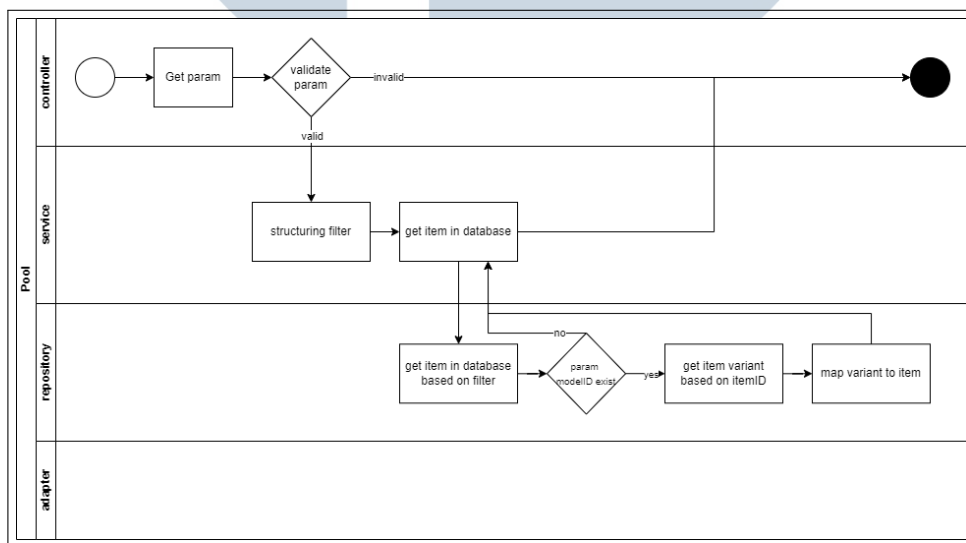 Pool
controller
Get param
validate
param
invalid
valid
service
structuring filter
get item in database
repository
no
get item in database
based on filter
param
modelID exist
yes
get item variant
based on itemID
map variant to item
adapter